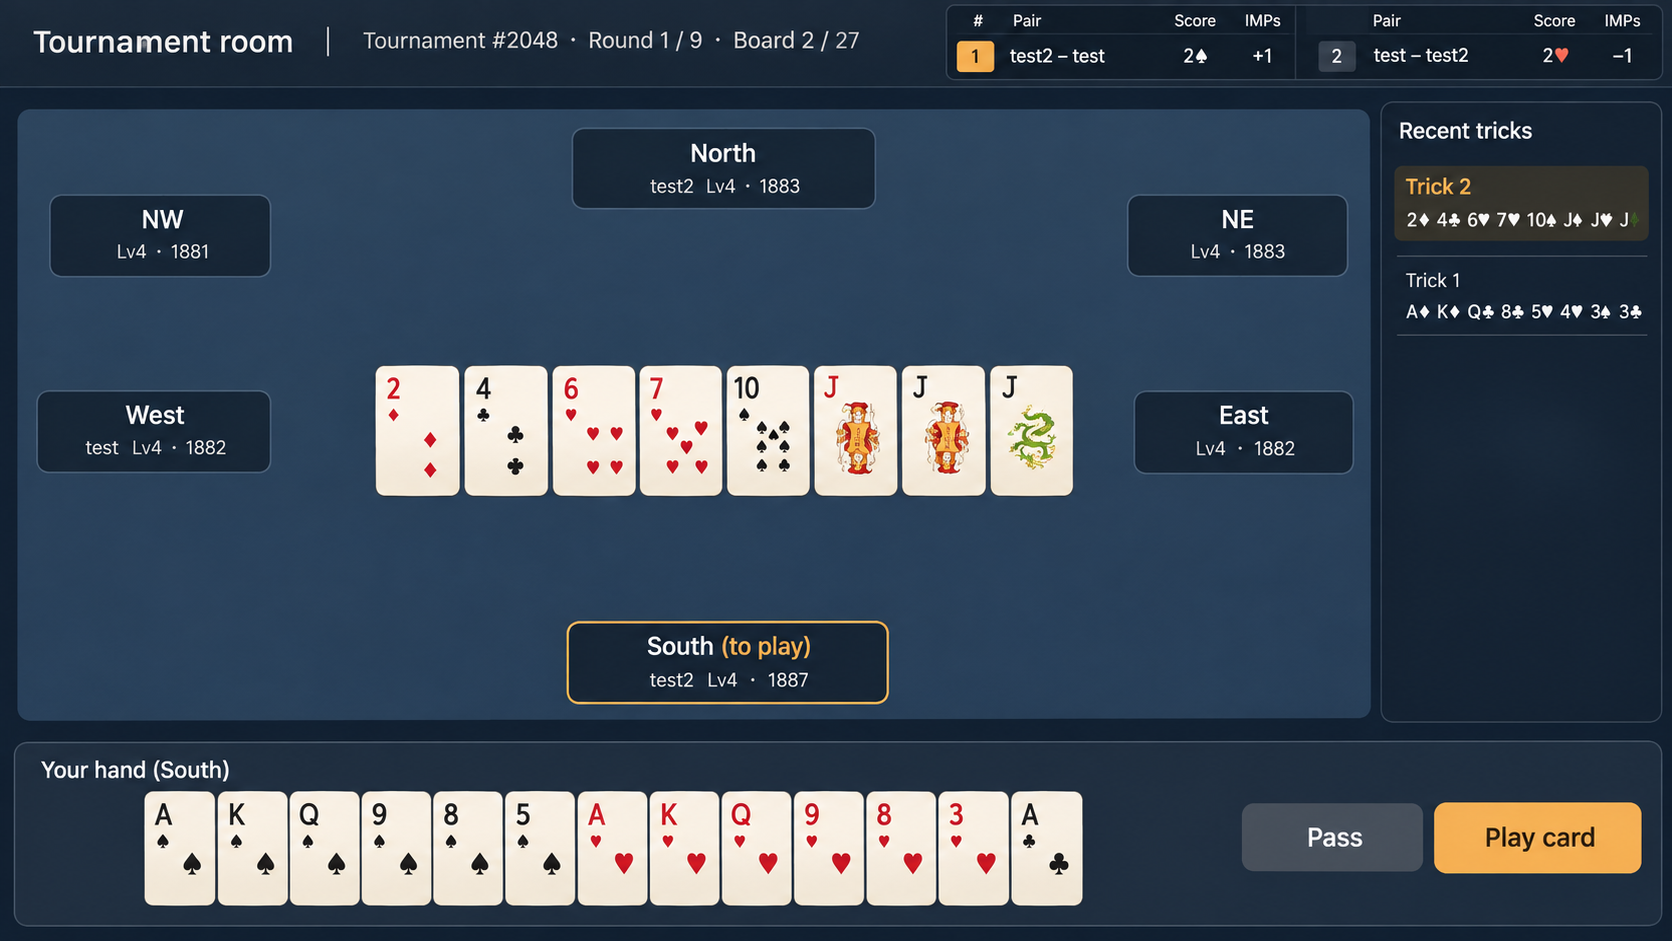 Tournament room | Tournament #2048 · Round 1 / 9 · Board 2 / 27
# Pair Score IMPs
1 test2 – test 2♠ +1
Pair Score IMPs
2 test – test2 2♥ –1
North
test2 Lv4 · 1883
NW
Lv4 · 1881
NE
Lv4 · 1883
West
test Lv4 · 1882
East
Lv4 · 1882
2♦ 4♣ 6♥ 7♥ 10♠ J J J
South (to play)
test2 Lv4 · 1887
Recent tricks
Trick 2
2♦ 4♣ 6♥ 7♥ 10♠ J♠ J♥ J♣
Trick 1
A♦ K♦ Q♣ 8♣ 5♥ 4♥ 3♠ 3♣
Your hand (South)
A♠ K♠ Q♠ 9♠ 8♠ 5♠ A♥ K♥ Q♥ 9♥ 8♥ 3♥ A♣
Pass
Play card